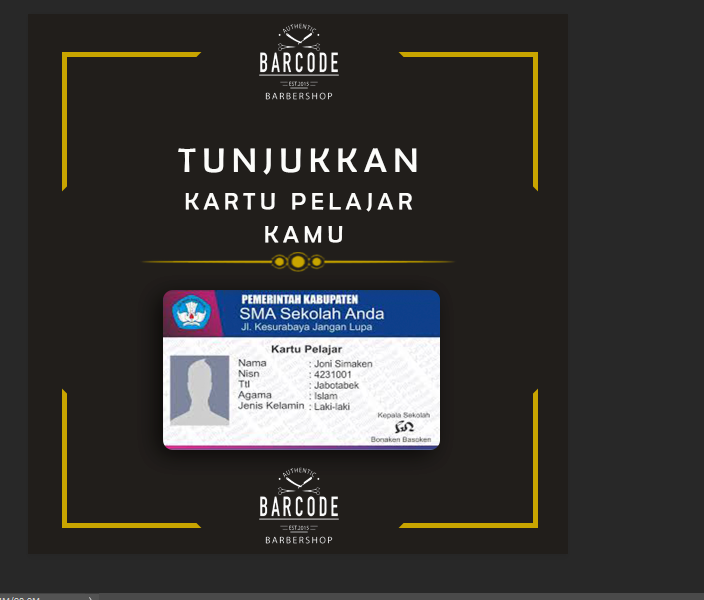 AUTHENTIC
BARCODE
EST.2015
BARBERSHOP
TUNJUKKAN
KARTU PELAJAR
KAMU
PEMERINTAH KABUPATEN
SMA Sekolah Anda
Jl. Kesurabaya Jangan Lupa
Kartu Pelajar
Nama : Joni Simaken
Nisn : 4231001
Ttl : Jabotabek
Agama : Islam
Jenis Kelamin : Laki-laki
Kepala Sekolah
Bonaken Basoken
AUTHENTIC
BARCODE
EST.2015
BARBERSHOP